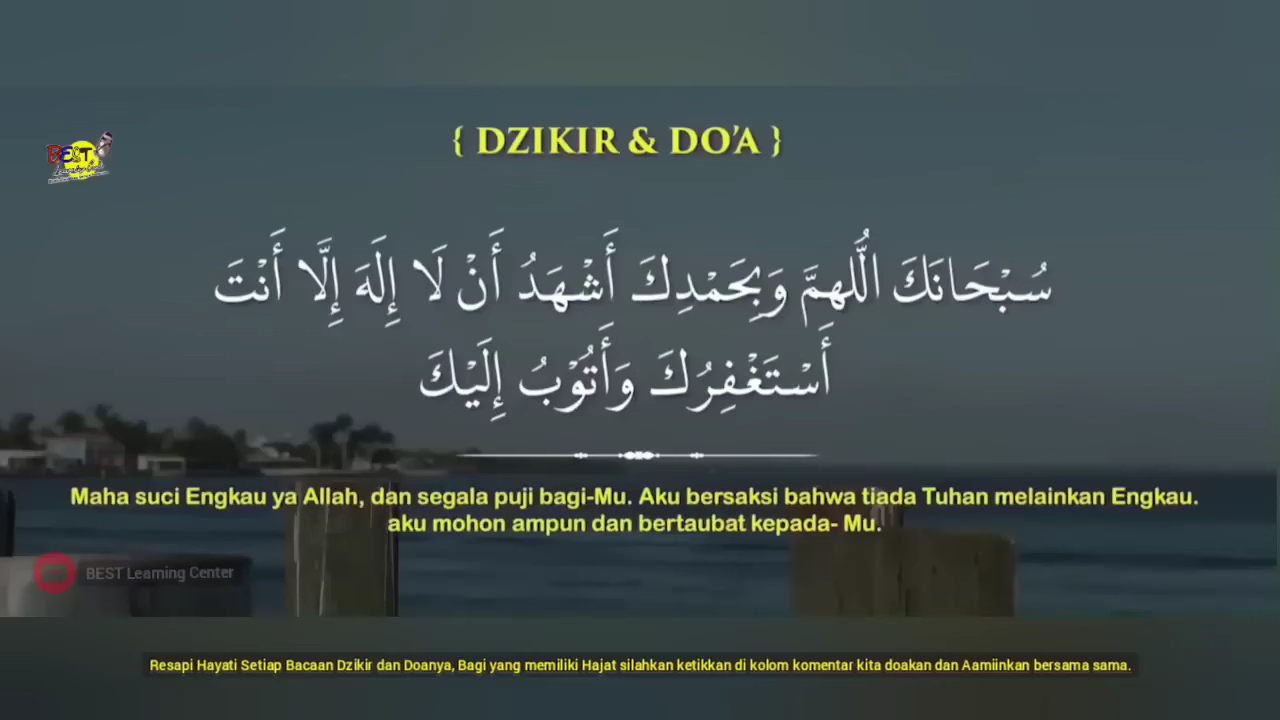 { DZIKIR & DO'A }
BEST
سُبْحَانَكَ اللَّهُمَّ وَبِحَمْدِكَ أَشْهَدُ أَنْ لَا إِلَهَ إِلَّا أَنْتَ
أَسْتَغْفِرُكَ وَأَتُوْبُ إِلَيْكَ
Maha suci Engkau ya Allah, dan segala puji bagi-Mu. Aku bersaksi bahwa tiada Tuhan melainkan Engkau.
aku mohon ampun dan bertaubat kepada- Mu.
BEST Learning Center
Resapi Hayati Setiap Bacaan Dzikir dan Doanya, Bagi yang memiliki Hajat silahkan ketikkan di kolom komentar kita doakan dan Aamiinkan bersama sama.